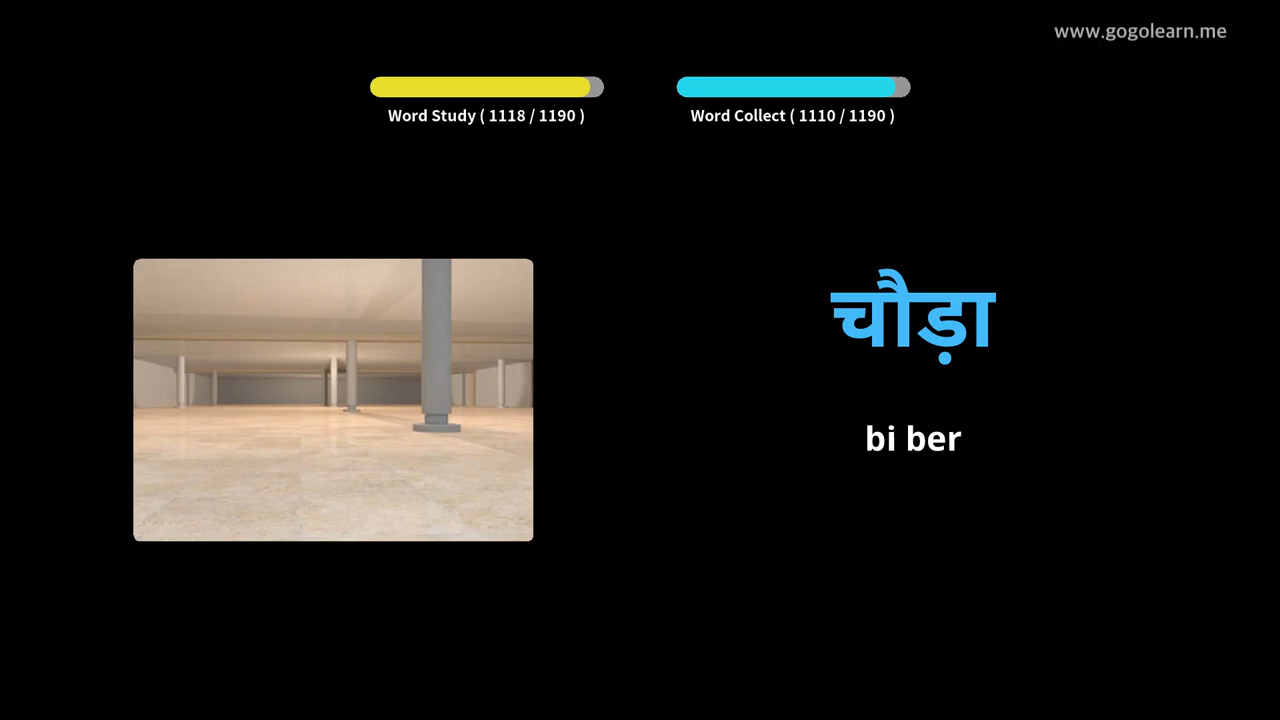 www.gogolearn.me
Word Study ( 1118 / 1190 )
Word Collect ( 1110 / 1190 )
चौड़ा
bi ber